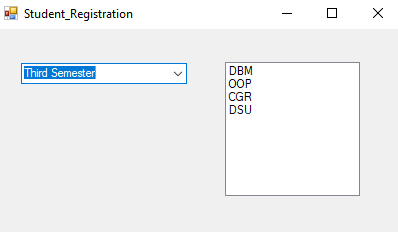 Student_Registration
Third Semester
DBM
OOP
CGR
DSU